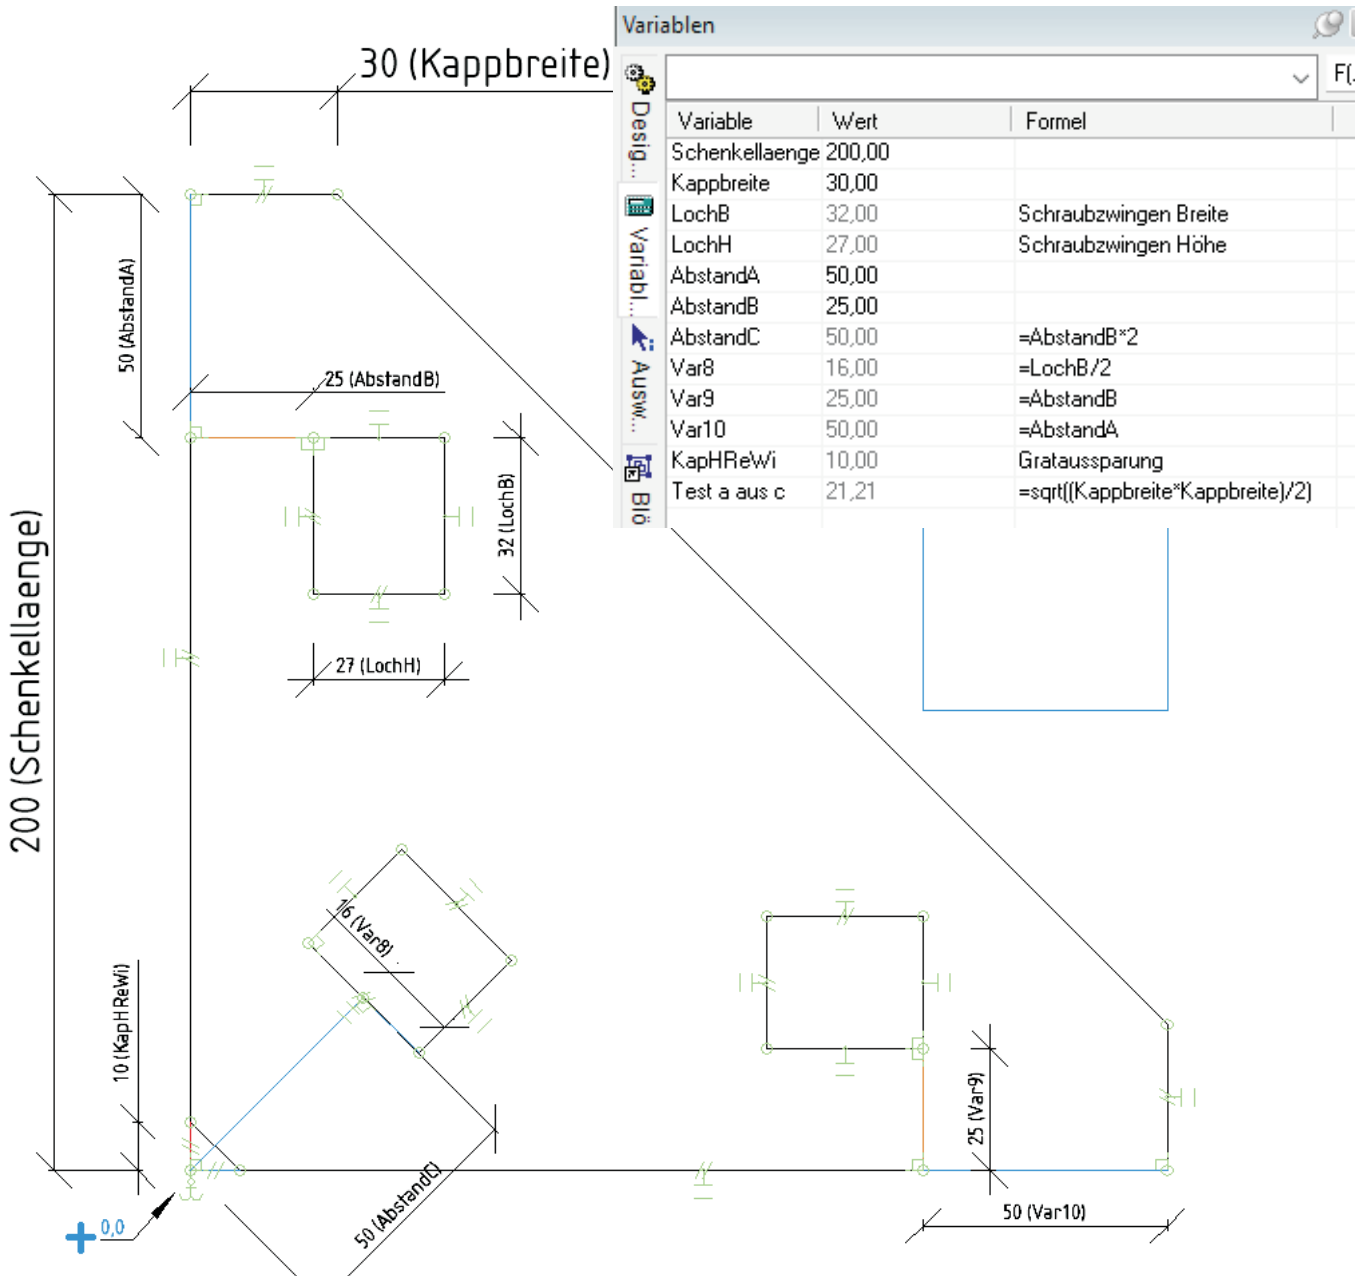 Variablen
30 (Kappbreite)
F(.
Desig...
Variabl...
Ausw...
Blö
Variable Wert Formel
Schenkellaenge 200,00
Kappbreite 30,00
LochB 32,00 Schraubzwingen Breite
LochH 27,00 Schraubzwingen Höhe
AbstandA 50,00
AbstandB 25,00
AbstandC 50,00 =AbstandB*2
Var8 16,00 =LochB/2
Var9 25,00 =AbstandB
Var10 50,00 =AbstandA
KapHReWi 10,00 Grataussparung
Test a aus c 21,21 =sqrt((Kappbreite*Kappbreite)/2)
50 (AbstandA)
25 (AbstandB)
32 (LochB)
27 (LochH)
200 (Schenkellaenge)
16 (Var8)
10 (KapHReWi)
25 (Var9)
50 (AbstandC)
50 (Var10)
0,0